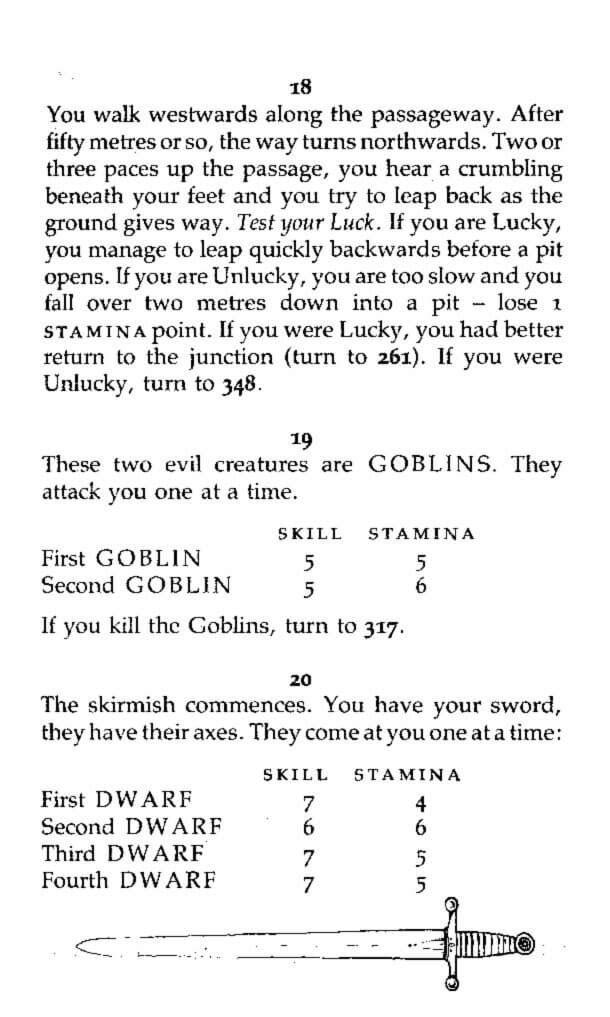 18
You walk westwards along the passageway. After
fifty metres or so, the way turns northwards. Two or
three paces up the passage, you hear a crumbling
beneath your feet and you try to leap back as the
ground gives way. Test your Luck. If you are Lucky,
you manage to leap quickly backwards before a pit
opens. If you are Unlucky, you are too slow and you
fall over two metres down into a pit – lose 1
STAMINA point. If you were Lucky, you had better
return to the junction (turn to 261). If you were
Unlucky, turn to 348.
19
These two evil creatures are GOBLINS. They
attack you one at a time.
SKILL STAMINA
First GOBLIN 5 5
Second GOBLIN 5 6
If you kill the Goblins, turn to 317.
20
The skirmish commences. You have your sword,
they have their axes. They come at you one at a time:
SKILL STAMINA
First DWARF 7 4
Second DWARF 6 6
Third DWARF 7 5
Fourth DWARF 7 5